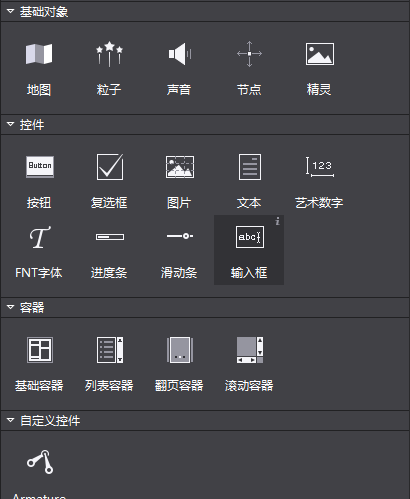 基础对象
地图 粒子 声音 节点 精灵
控件
Button 123 
按钮 复选框 图片 文本 艺术数字
T abc i
FNT字体 进度条 滑动条 输入框
容器
基础容器 列表容器 翻页容器 滚动容器
自定义控件
Armature